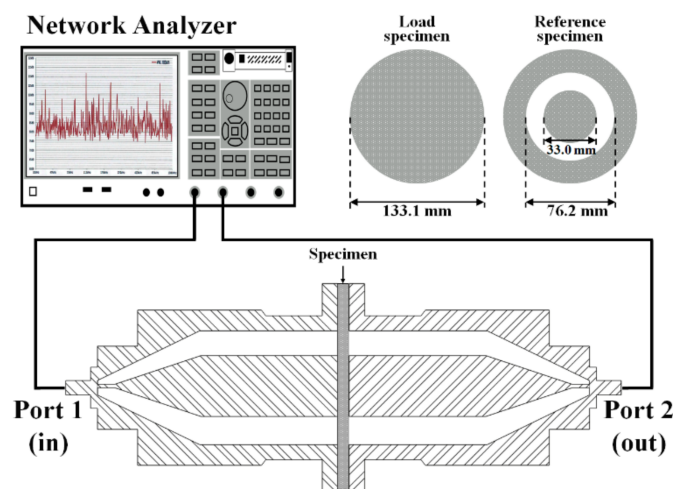 Network Analyzer
Load
specimen
Reference
specimen
33.0 mm
133.1 mm
76.2 mm
Specimen
Port 1
(in)
Port 2
(out)